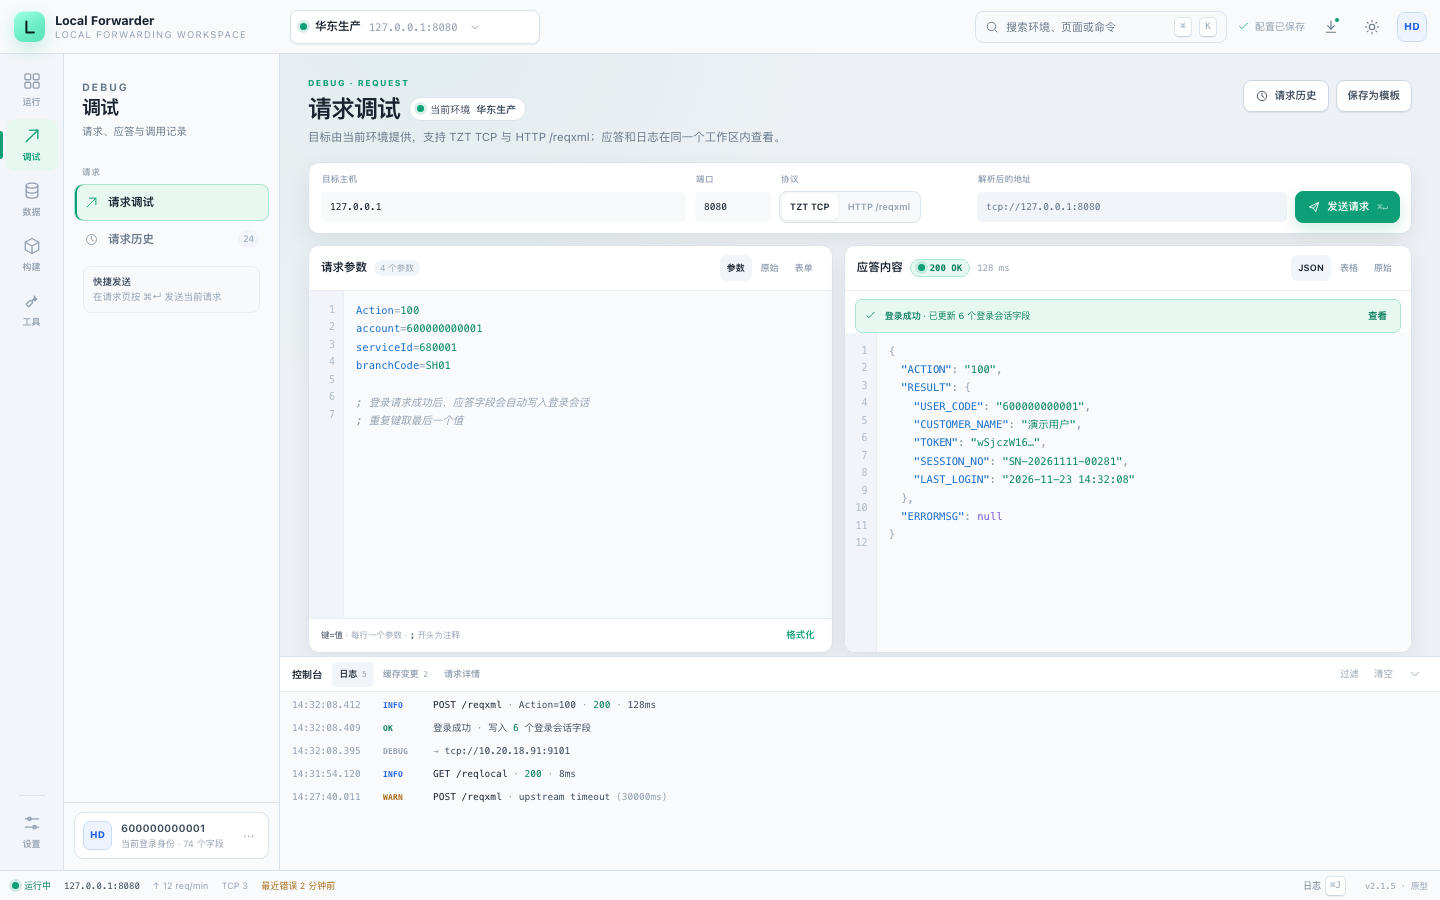 L
Local Forwarder
LOCAL FORWARDING WORKSPACE
华东生产 127.0.0.1:8080
搜索环境、页面或命令 ⌘ K
配置已保存
HD
运行
调试
数据
构建
工具
设置
DEBUG
调试
请求、应答与调用记录
请求
请求调试
请求历史 24
快捷发送
在请求页按 ⌘↵ 发送当前请求
HD
600000000001
当前登录身份 · 74 个字段
...
DEBUG · REQUEST
请求调试
当前环境 华东生产
目标由当前环境提供，支持 TZT TCP 与 HTTP /reqxml；应答和日志在同一个工作区内查看。
请求历史
保存为模板
目标主机
127.0.0.1
端口
8080
协议
TZT TCP HTTP /reqxml
解析后的地址
tcp://127.0.0.1:8080
发送请求 ⌘↵
请求参数 4 个参数
参数 原始 表单
1 Action=100
2 account=600000000001
3 serviceId=680001
4 branchCode=SH01
5
6 ; 登录请求成功后，应答字段会自动写入登录会话
7 ; 重复键取最后一个值
键=值 · 每行一个参数 · ; 开头为注释
格式化
应答内容 200 OK 128 ms
JSON 表格 原始
登录成功 · 已更新 6 个登录会话字段
查看
1 {
2 "ACTION": "100",
3 "RESULT": {
4 "USER_CODE": "600000000001",
5 "CUSTOMER_NAME": "演示用户",
6 "TOKEN": "wSjczW16…",
7 "SESSION_NO": "SN-20261111-00281",
8 "LAST_LOGIN": "2026-11-23 14:32:08"
9 },
10 "ERRORMSG": null
11 }
12
控制台 日志 5 缓存变更 2 请求详情
过滤 清空
14:32:08.412 INFO POST /reqxml · Action=100 · 200 · 128ms
14:32:08.409 OK 登录成功 · 写入 6 个登录会话字段
14:32:08.395 DEBUG → tcp://10.20.18.91:9101
14:31:54.120 INFO GET /reqlocal · 200 · 8ms
14:27:40.011 WARN POST /reqxml · upstream timeout (30000ms)
运行中 127.0.0.1:8080 ↑ 12 req/min TCP 3 最近错误 2 分钟前
日志 ⌘J v2.1.5 · 原型